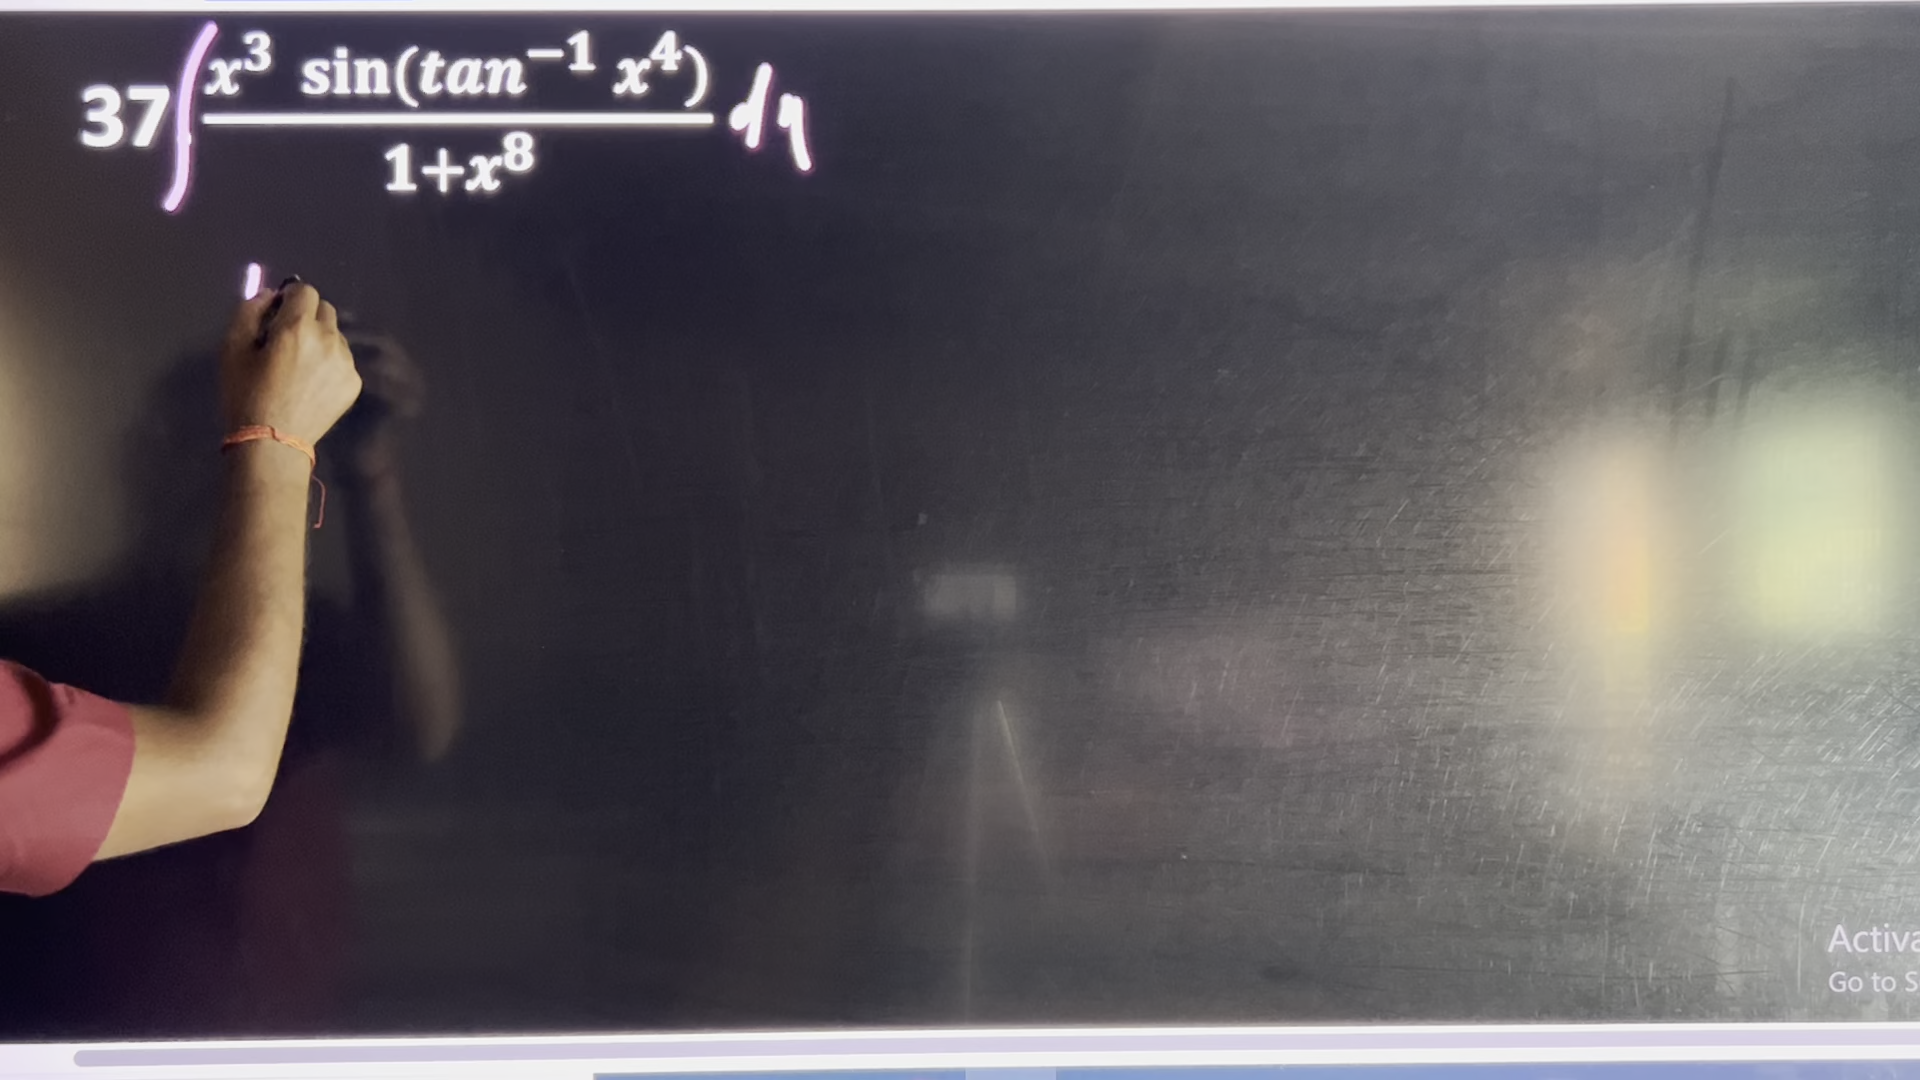 37 ∫ x³ sin(tan⁻¹ x⁴) / 1+x⁸ dx
Activa
Go to S